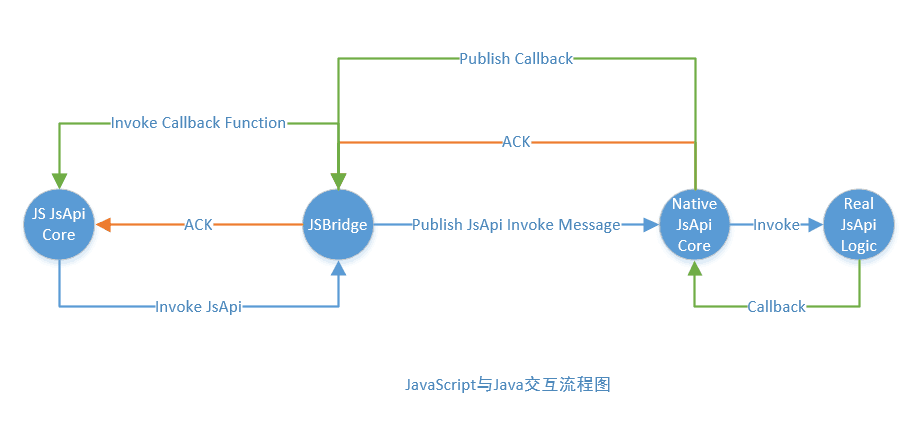 Publish Callback
Invoke Callback Function
ACK
JS JsApi
Core
ACK
JSBridge
Publish JsApi Invoke Message
Native
JsApi
Core
Invoke
Real
JsApi
Logic
Invoke JsApi
Callback
JavaScript与Java交互流程图